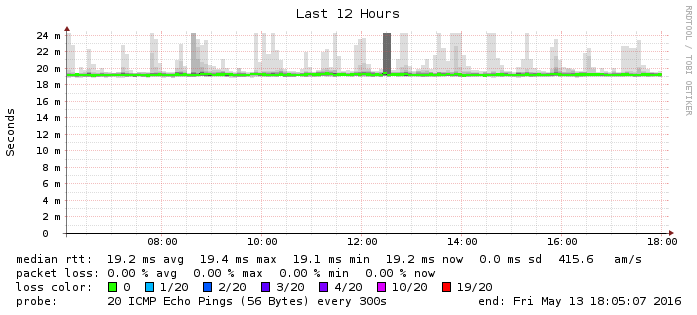 Last 12 Hours
RRDTOOL / TOBI OETIKER
Seconds
24 m
22 m
20 m
18 m
16 m
14 m
12 m
10 m
8 m
6 m
4 m
2 m
0
08:00 10:00 12:00 14:00 16:00 18:00
median rtt: 19.2 ms avg 19.4 ms max 19.1 ms min 19.2 ms now 0.0 ms sd 415.6 am/s
packet loss: 0.00 % avg 0.00 % max 0.00 % min 0.00 % now
loss color: 0 1/20 2/20 3/20 4/20 10/20 19/20
probe: 20 ICMP Echo Pings (56 Bytes) every 300s end: Fri May 13 18:05:07 2016